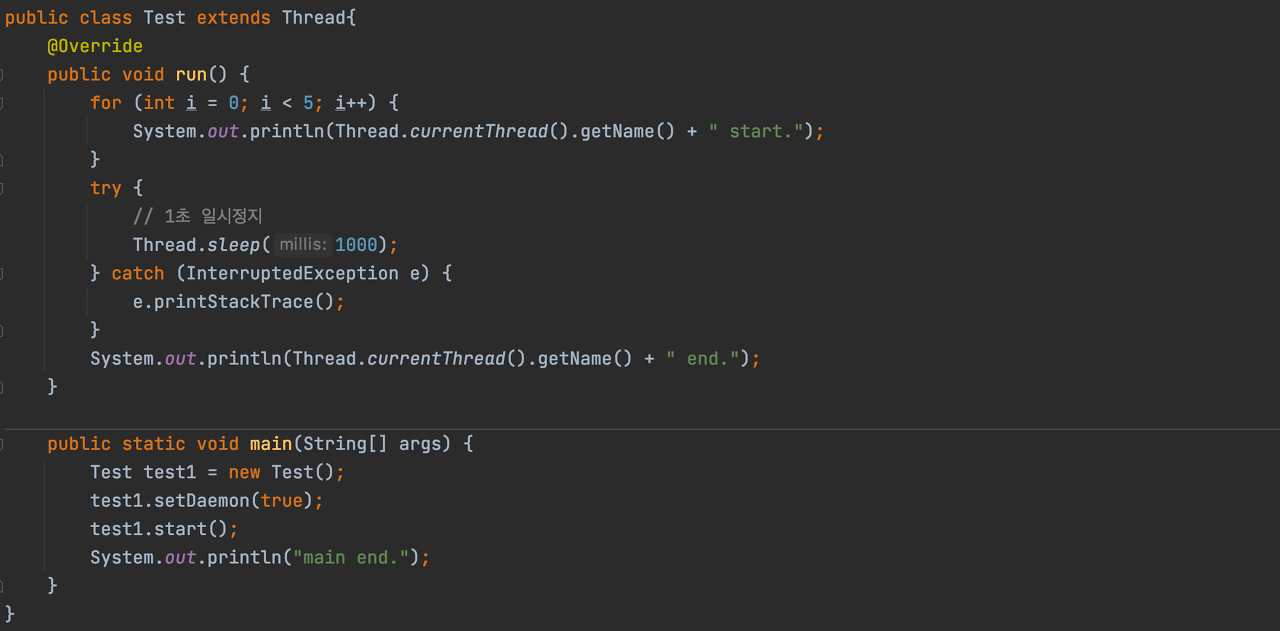 public class Test extends Thread{
    @Override
    public void run() {
        for (int i = 0; i < 5; i++) {
            System.out.println(Thread.currentThread().getName() + " start.");
        }
        try {
            // 1초 일시정지
            Thread.sleep( millis: 1000);
        } catch (InterruptedException e) {
            e.printStackTrace();
        }
        System.out.println(Thread.currentThread().getName() + " end.");
    }
    public static void main(String[] args) {
        Test test1 = new Test();
        test1.setDaemon(true);
        test1.start();
        System.out.println("main end.");
    }
}